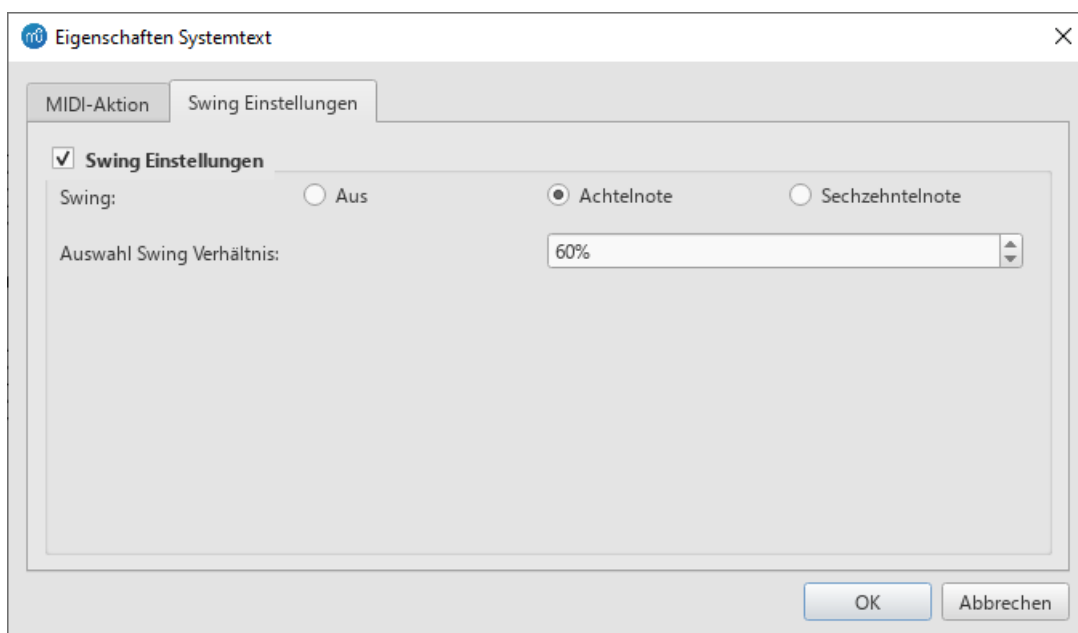 Eigenschaften Systemtext
MIDI-Aktion Swing Einstellungen
Swing Einstellungen
Swing: Aus Achtelnote Sechzehntelnote
Auswahl Swing Verhältnis: 60%
OK Abbrechen